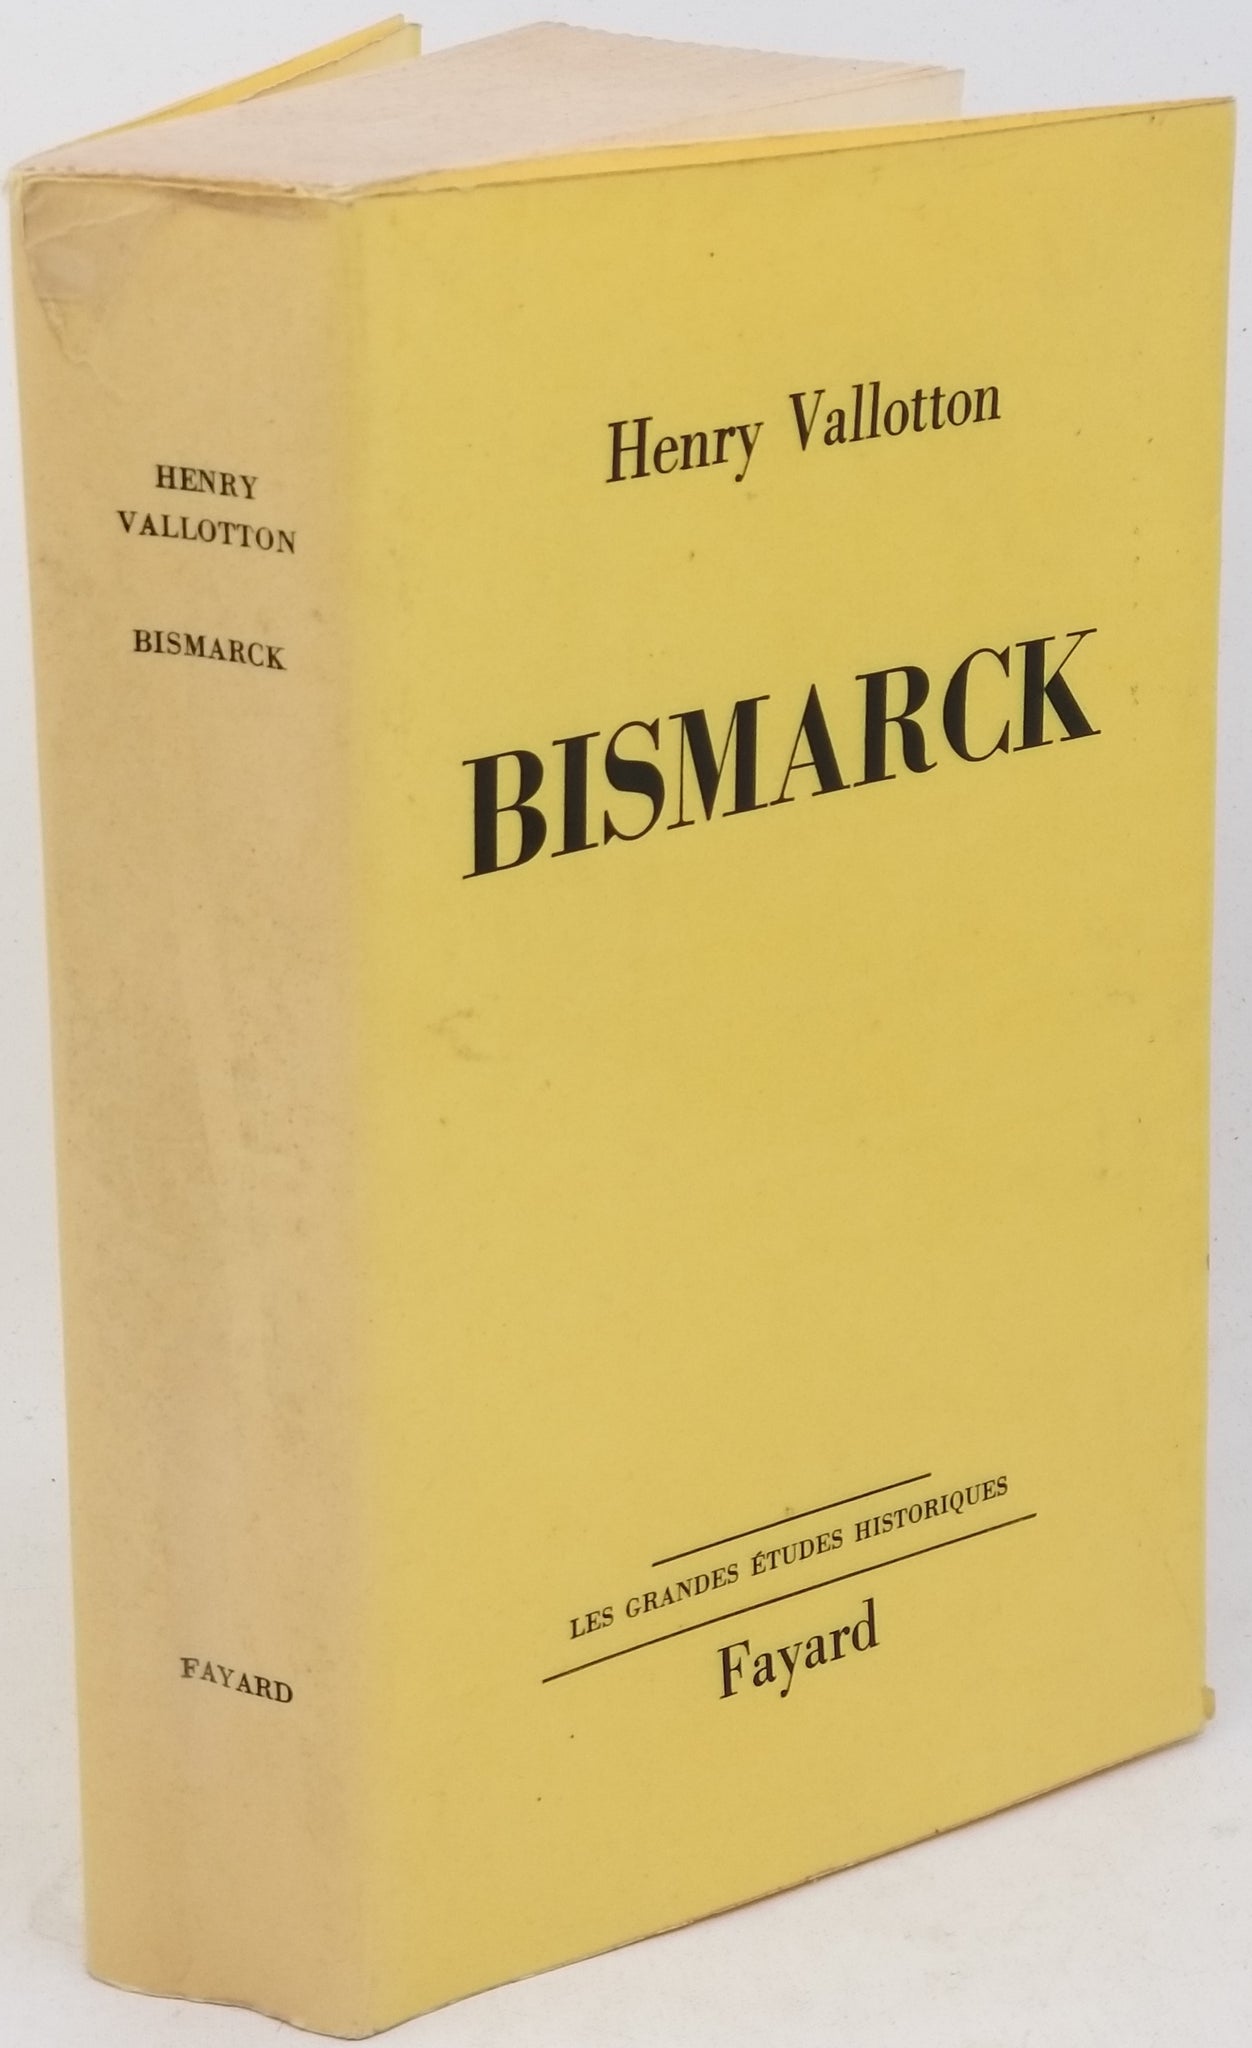 HENRY
VALLOTTON
BISMARCK
FAYARD
Henry Vallotton
BISMARCK
LES GRANDES ÉTUDES HISTORIQUES
Fayard